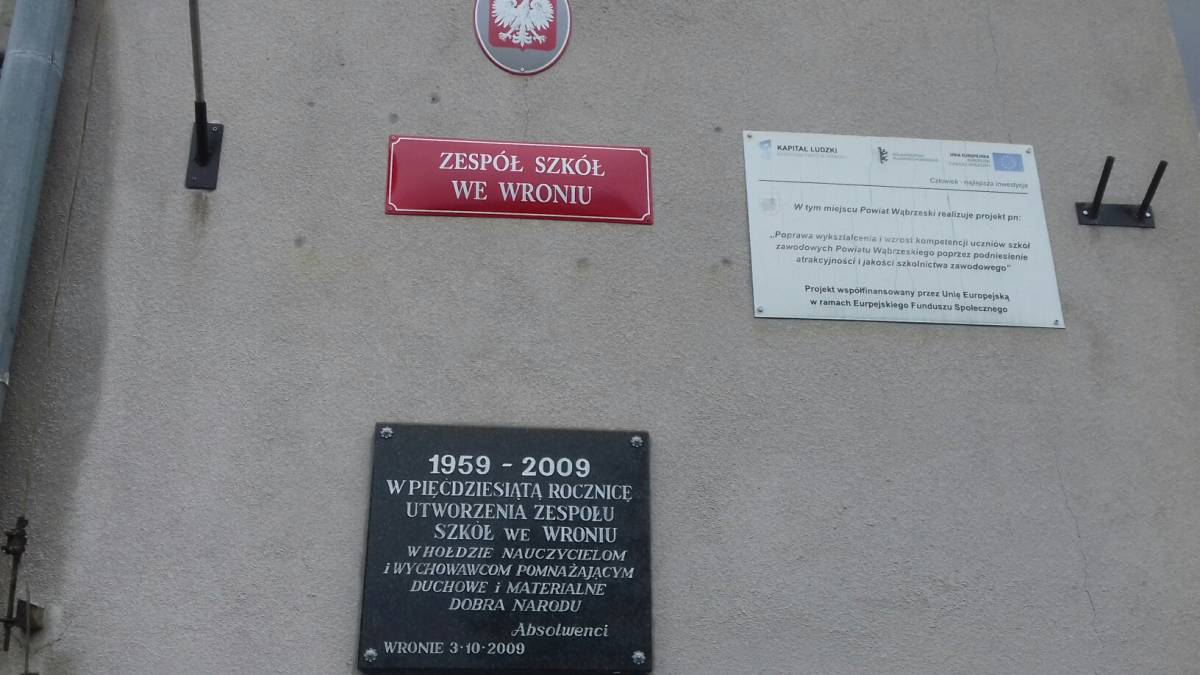 ZESPÓŁ SZKÓŁ
WE WRONIU
KAPITAŁ LUDZKI
UNIA EUROPEJSKA
Człowiek - najlepsza inwestycja
W tym miejscu Powiat Wąbrzeski realizuje projekt pn:
„Poprawa wykształcenia i wzrost kompetencji uczniów szkół
zawodowych Powiatu Wąbrzeskiego poprzez podniesienie
atrakcyjności i jakości szkolnictwa zawodowego"
Projekt współfinansowany przez Unię Europejską
w ramach Eurpejskiego Funduszu Społecznego
1959 - 2009
W PIĘĆDZIESIĄTĄ ROCZNICĘ
UTWORZENIA ZESPOŁU
SZKÓŁ WE WRONIU
W HOŁDZIE NAUCZYCIELOM
i WYCHOWAWCOM POMNAŻAJĄCYM
DUCHOWE i MATERIALNE
DOBRA NARODU
Absolwenci
WRONIE 3·10·2009